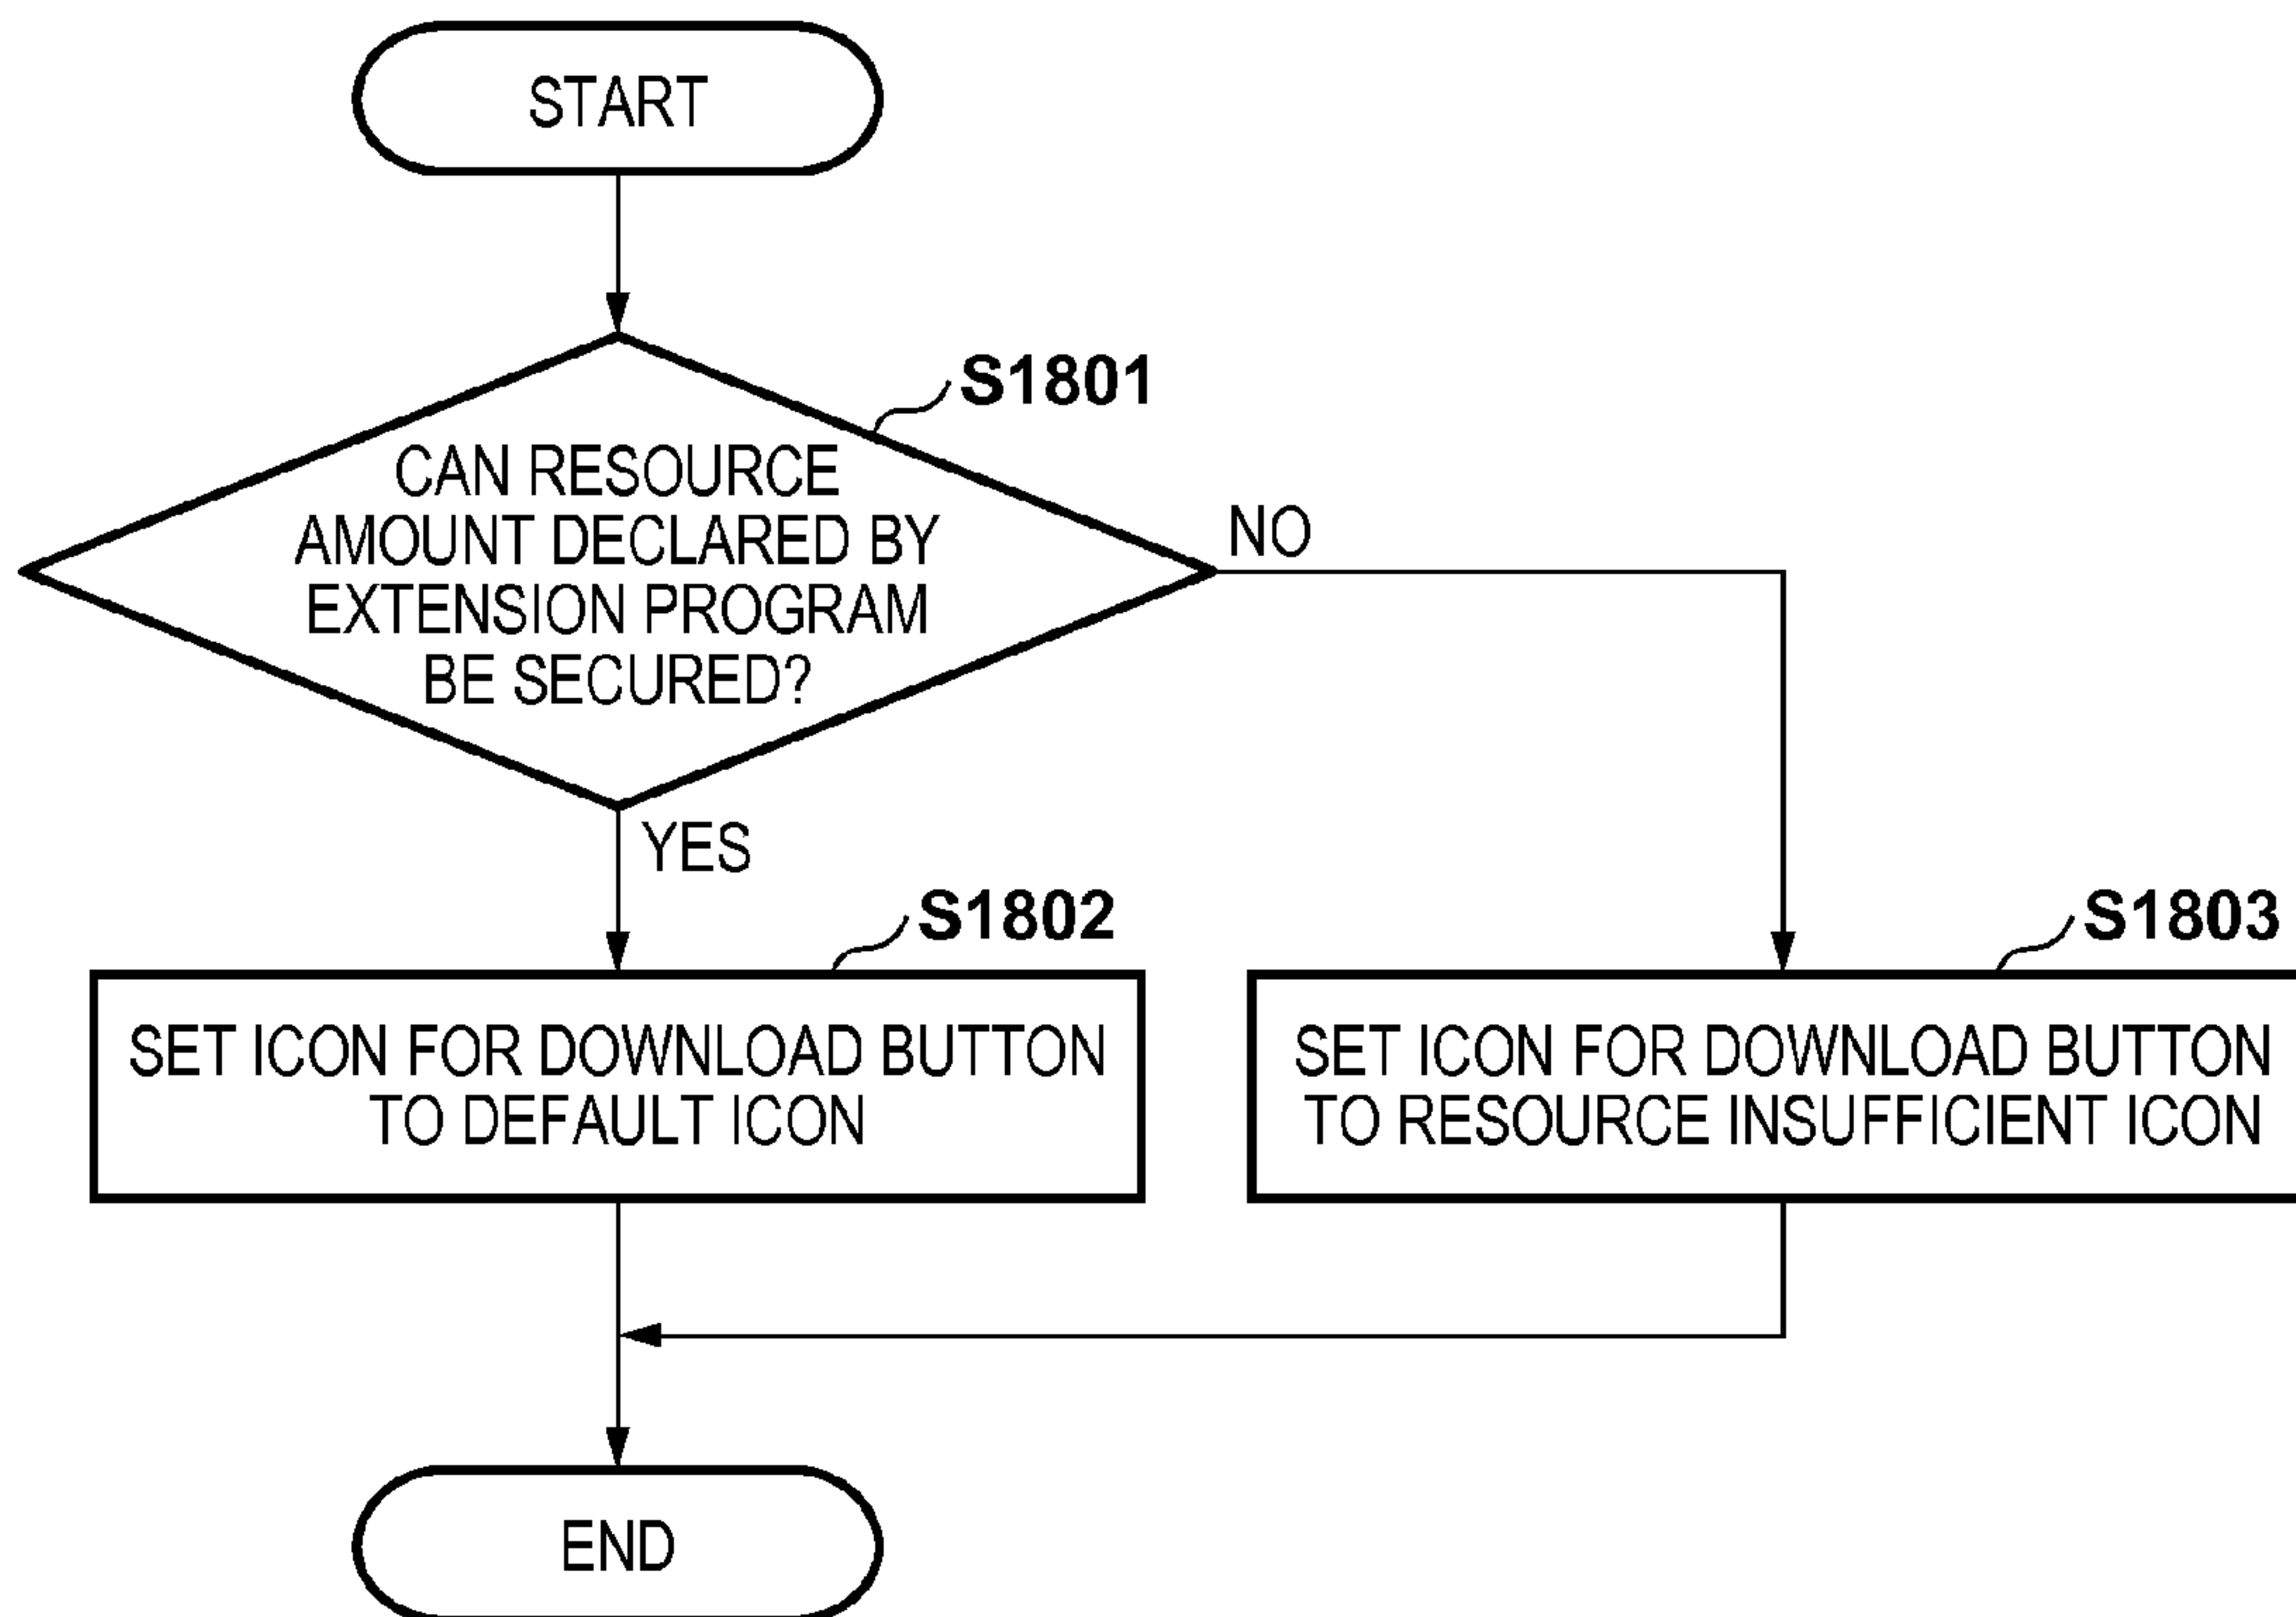 START
S1801
CAN RESOURCE
AMOUNT DECLARED BY
EXTENSION PROGRAM
BE SECURED?
NO
YES
S1802
SET ICON FOR DOWNLOAD BUTTON
TO DEFAULT ICON
S1803
SET ICON FOR DOWNLOAD BUTTON
TO RESOURCE INSUFFICIENT ICON
END